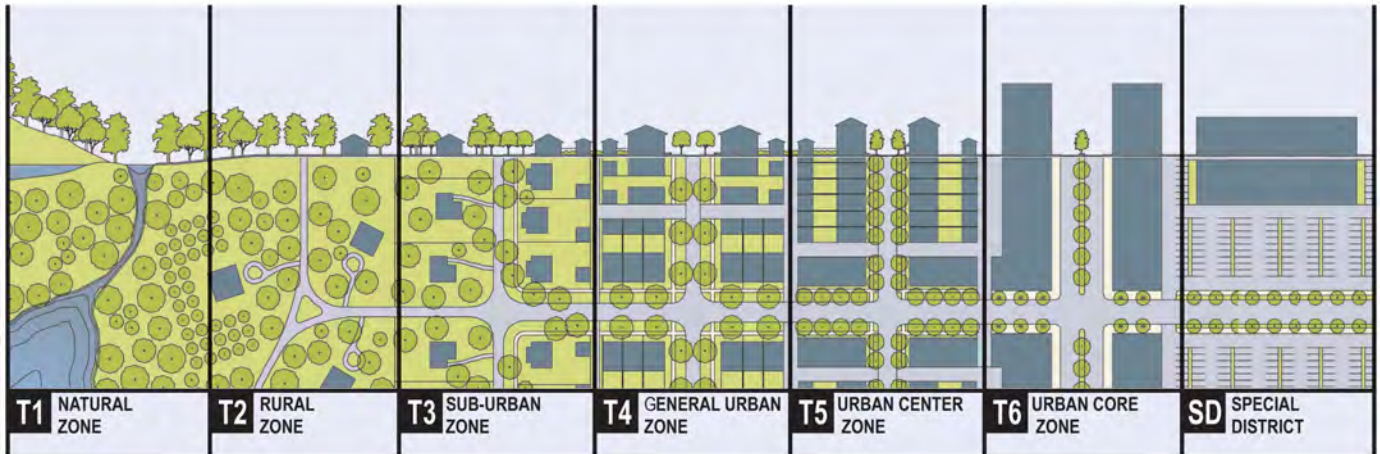 T1 NATURAL
ZONE
T2 RURAL
ZONE
T3 SUB-URBAN
ZONE
T4 GENERAL URBAN
ZONE
T5 URBAN CENTER
ZONE
T6 URBAN CORE
ZONE
SD SPECIAL
DISTRICT